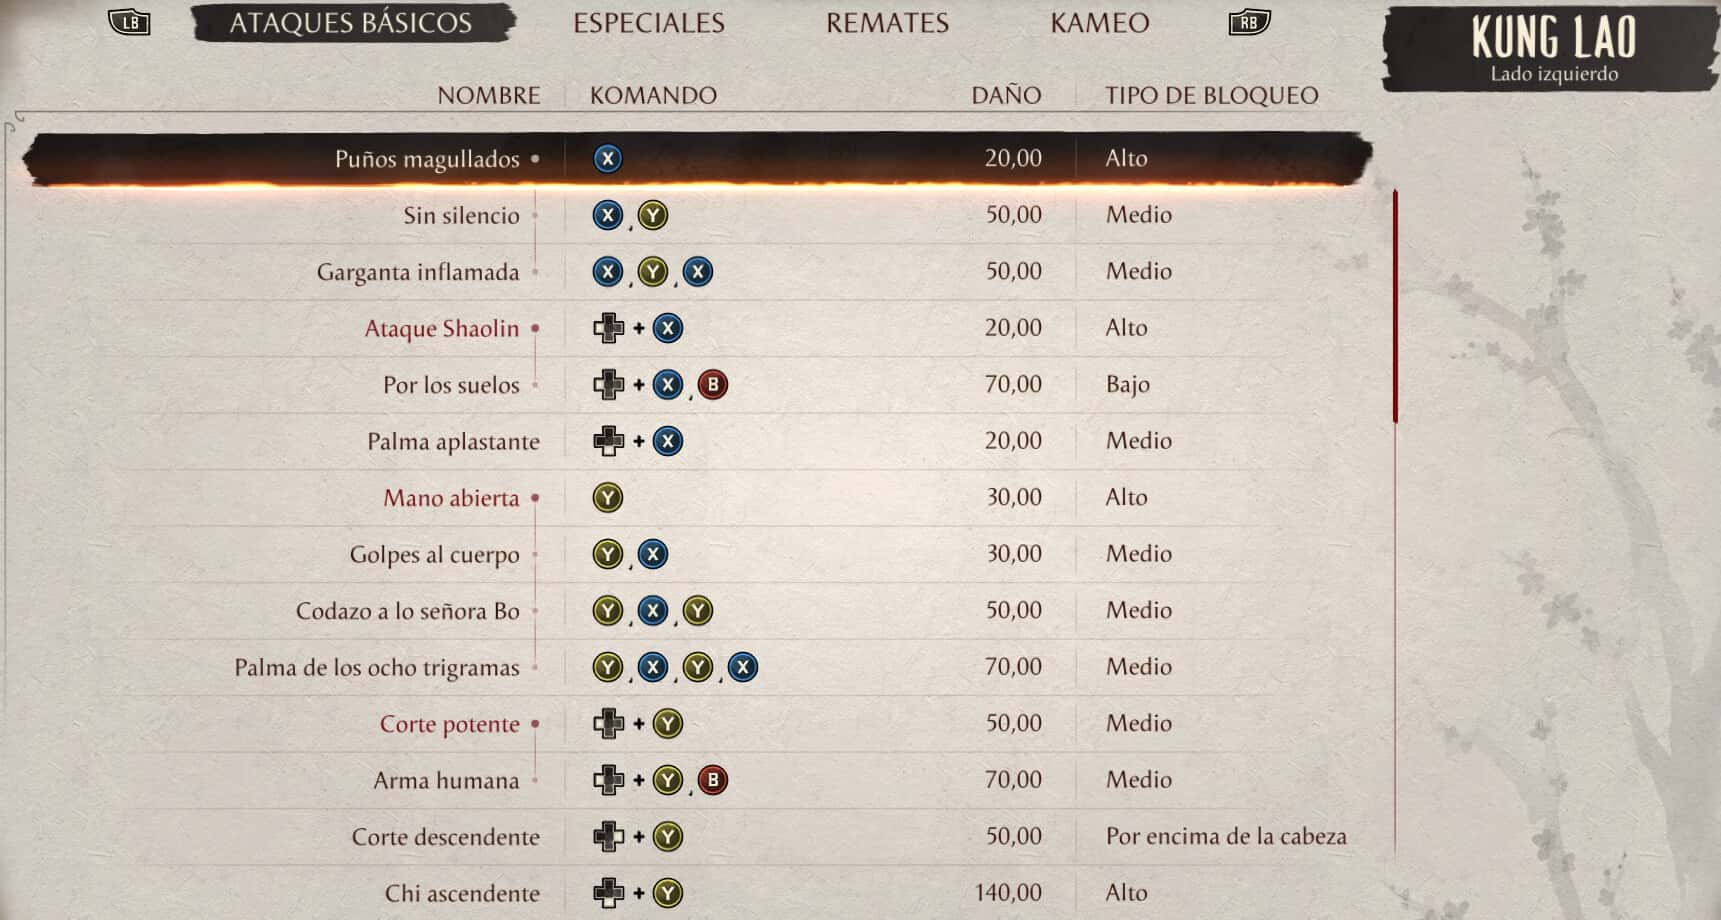 LB ATAQUES BÁSICOS ESPECIALES REMATES KAMEO RB
KUNG LAO
Lado izquierdo
NOMBRE KOMANDO DAÑO TIPO DE BLOQUEO
Puños magullados X 20,00 Alto
Sin silencio X , Y 50,00 Medio
Garganta inflamada X , Y , X 50,00 Medio
Ataque Shaolin + X 20,00 Alto
Por los suelos + X , B 70,00 Bajo
Palma aplastante + X 20,00 Medio
Mano abierta Y 30,00 Alto
Golpes al cuerpo Y , X 30,00 Medio
Codazo a lo señora Bo Y , X , Y 50,00 Medio
Palma de los ocho trigramas Y , X , Y , X 70,00 Medio
Corte potente + Y 50,00 Medio
Arma humana + Y , B 70,00 Medio
Corte descendente + Y 50,00 Por encima de la cabeza
Chi ascendente + Y 140,00 Alto